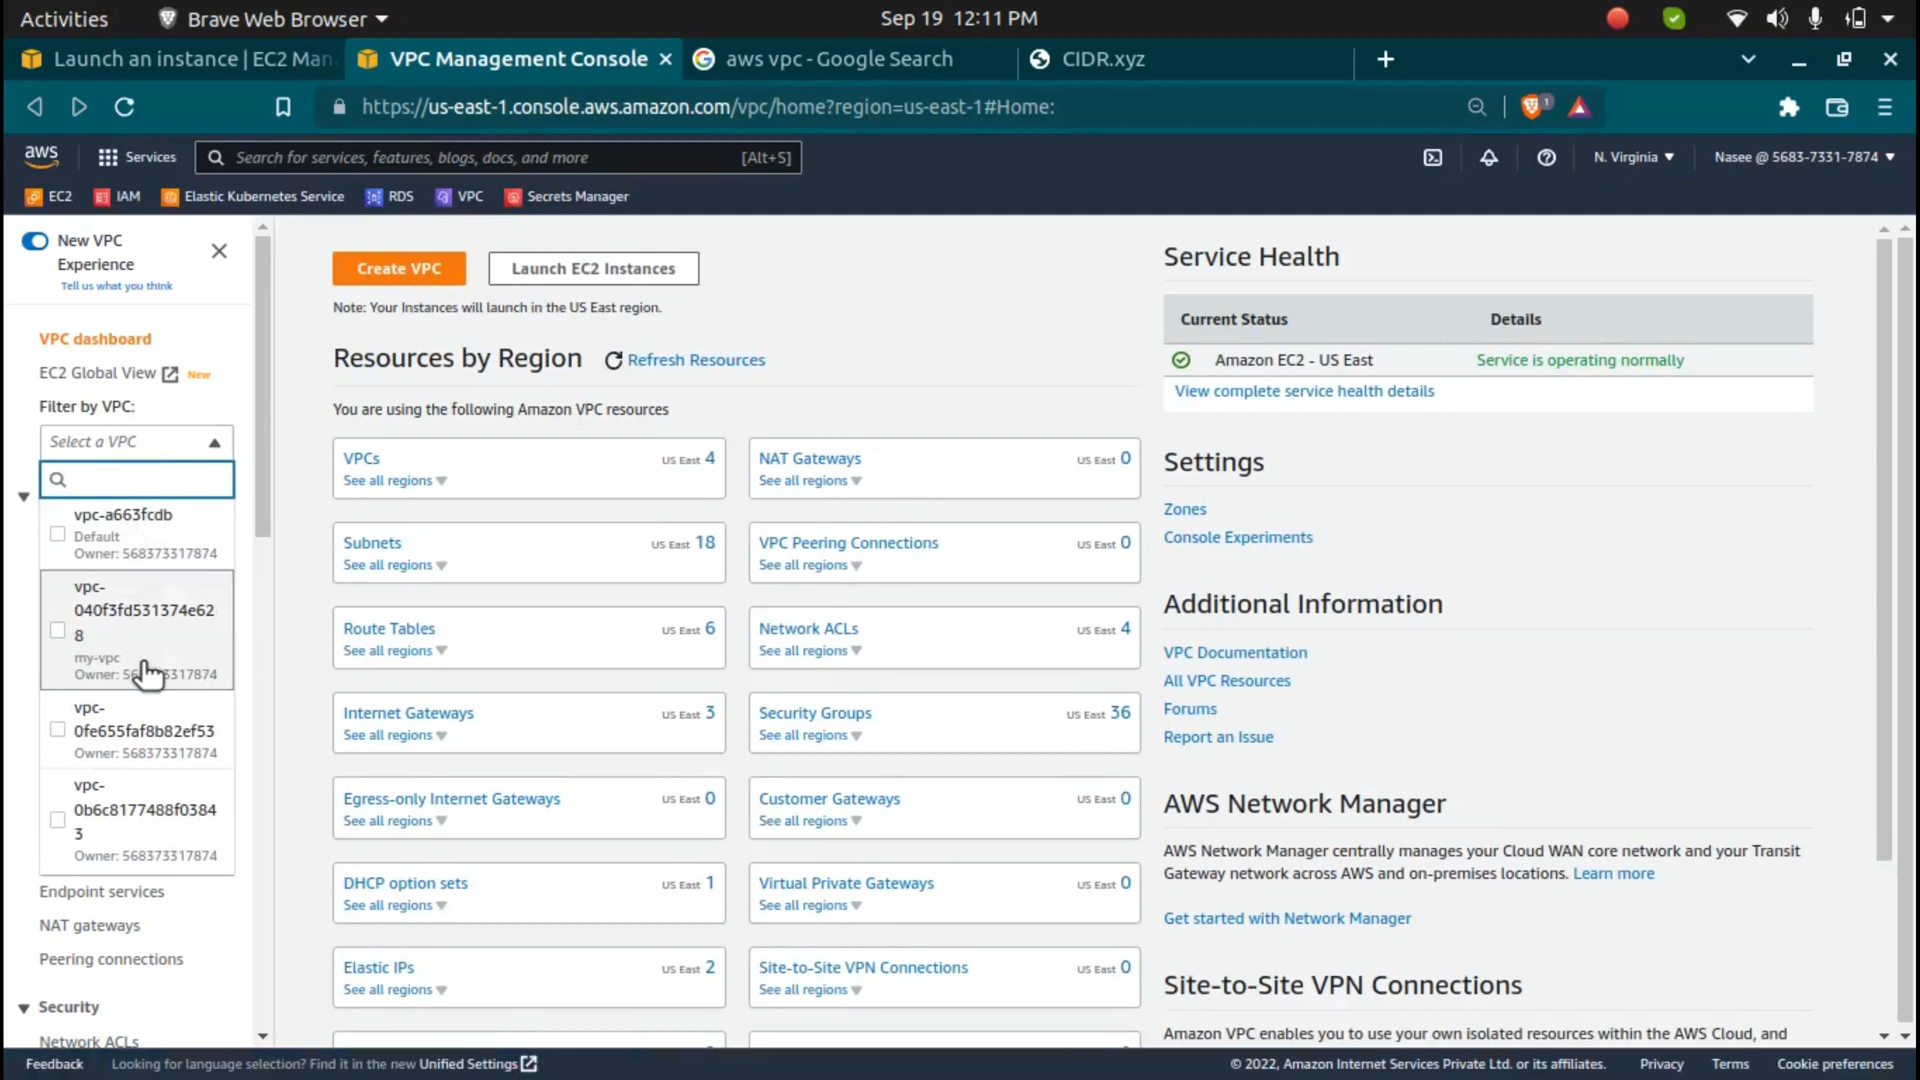 Activities
Brave Web Browser
Sep 19 12:11 PM
Launch an instance | EC2 Man
VPC Management Console
aws vpc - Google Search
CIDR.xyz
https://us-east-1.console.aws.amazon.com/vpc/home?region=us-east-1#Home:
1
aws
Services
Search for services, features, blogs, docs, and more
[Alt+S]
N. Virginia
Nasee @ 5683-7331-7874
EC2
IAM
Elastic Kubernetes Service
RDS
VPC
Secrets Manager
New VPC
Experience
Tell us what you think
VPC dashboard
EC2 Global View
New
Filter by VPC:
Select a VPC
vpc-a663fcdb
Default
Owner: 568373317874
vpc-
040f3fd531374e62
8
my-vpc
Owner: 56 317874
vpc-
0fe655faf8b82ef53
Owner: 568373317874
vpc-
0b6c8177488f0384
3
Owner: 568373317874
Endpoint services
NAT gateways
Peering connections
Security
Network ACLs
Create VPC
Launch EC2 Instances
Note: Your Instances will launch in the US East region.
Resources by Region
Refresh Resources
You are using the following Amazon VPC resources
VPCs
US East 4
See all regions
NAT Gateways
US East 0
See all regions
Subnets
US East 18
See all regions
VPC Peering Connections
US East 0
See all regions
Route Tables
US East 6
See all regions
Network ACLs
US East 4
See all regions
Internet Gateways
US East 3
See all regions
Security Groups
US East 36
See all regions
Egress-only Internet Gateways
US East 0
See all regions
Customer Gateways
US East 0
See all regions
DHCP option sets
US East 1
See all regions
Virtual Private Gateways
US East 0
See all regions
Elastic IPs
US East 2
See all regions
Site-to-Site VPN Connections
US East 0
See all regions
Service Health
Current Status
Details
Amazon EC2 - US East
Service is operating normally
View complete service health details
Settings
Zones
Console Experiments
Additional Information
VPC Documentation
All VPC Resources
Forums
Report an Issue
AWS Network Manager
AWS Network Manager centrally manages your Cloud WAN core network and your Transit
Gateway network across AWS and on-premises locations. Learn more
Get started with Network Manager
Site-to-Site VPN Connections
Amazon VPC enables you to use your own isolated resources within the AWS Cloud, and
Feedback
Looking for language selection? Find it in the new Unified Settings
© 2022, Amazon Internet Services Private Ltd. or its affiliates.
Privacy
Terms
Cookie preferences